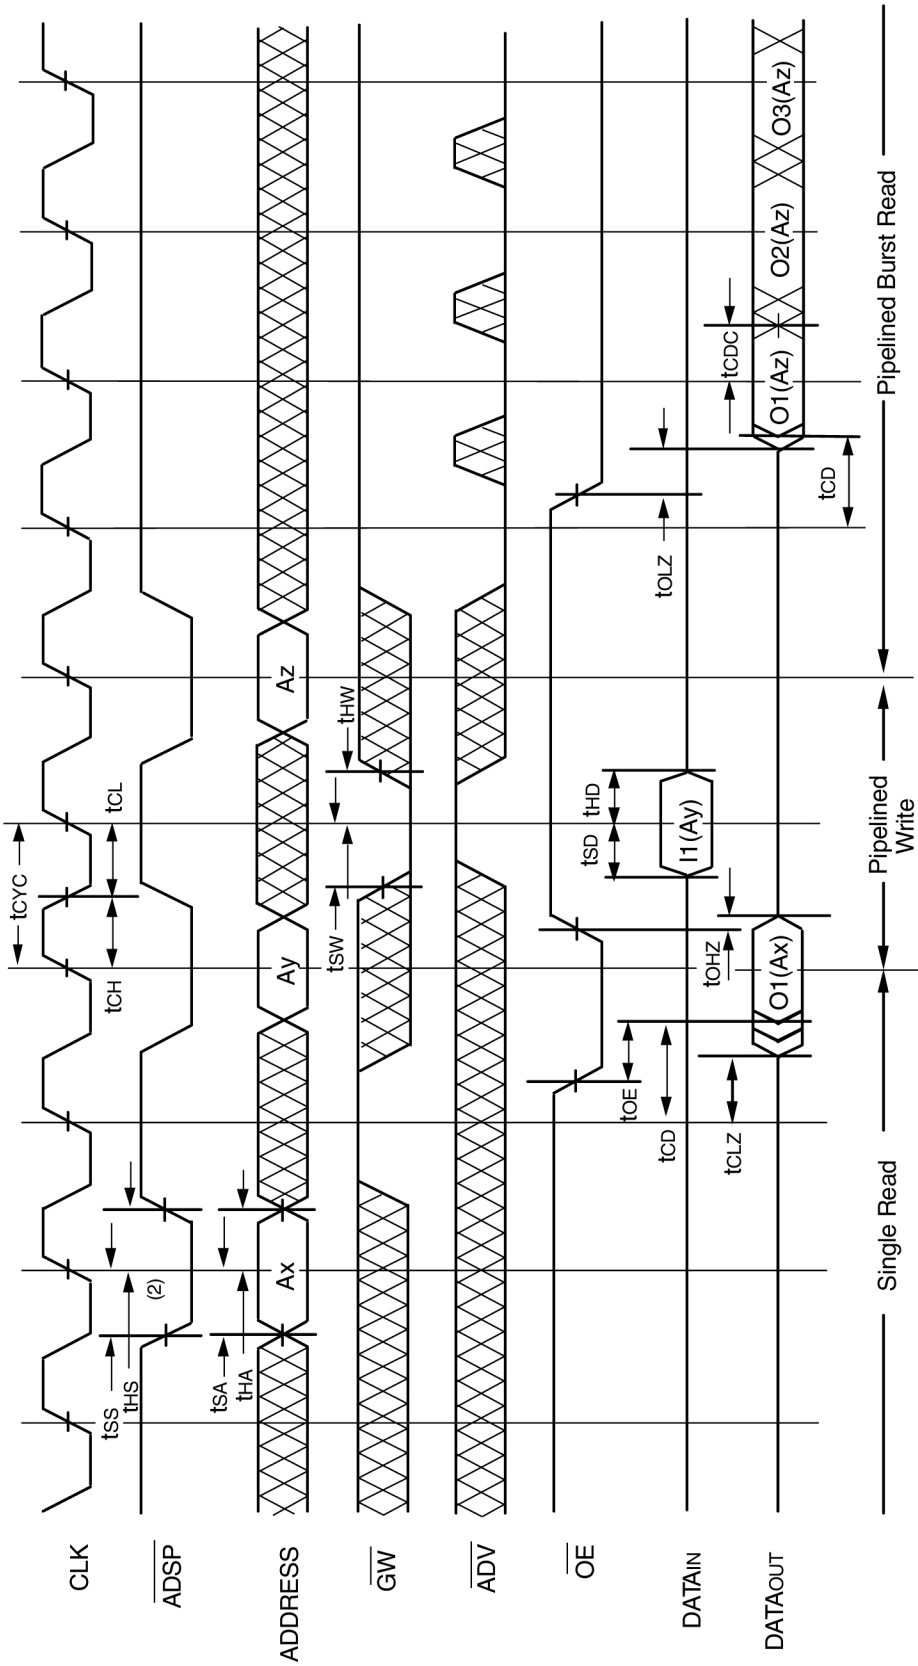 CLK
ADSP
ADDRESS
GW
ADV
OE
DATAIN
DATAOUT
tCYC
tCH
tCL
tSS
tHS
(2)
tSA
tHA
Ax
Ay
Az
tSW
tHW
tOE
tCD
tCLZ
tOHZ
tSD
tHD
I1(Ay)
O1(Ax)
tOLZ
tCD
tCDC
O1(Az)
O2(Az)
O3(Az)
Single Read
Pipelined
Write
Pipelined Burst Read